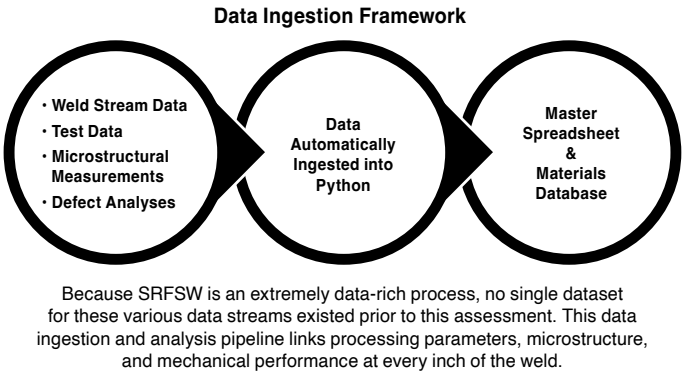 Data Ingestion Framework
• Weld Stream Data
• Test Data
• Microstructural
Measurements
• Defect Analyses
Data
Automatically
Ingested into
Python
Master
Spreadsheet
&
Materials
Database
Because SRFSW is an extremely data-rich process, no single dataset
for these various data streams existed prior to this assessment. This data
ingestion and analysis pipeline links processing parameters, microstructure,
and mechanical performance at every inch of the weld.